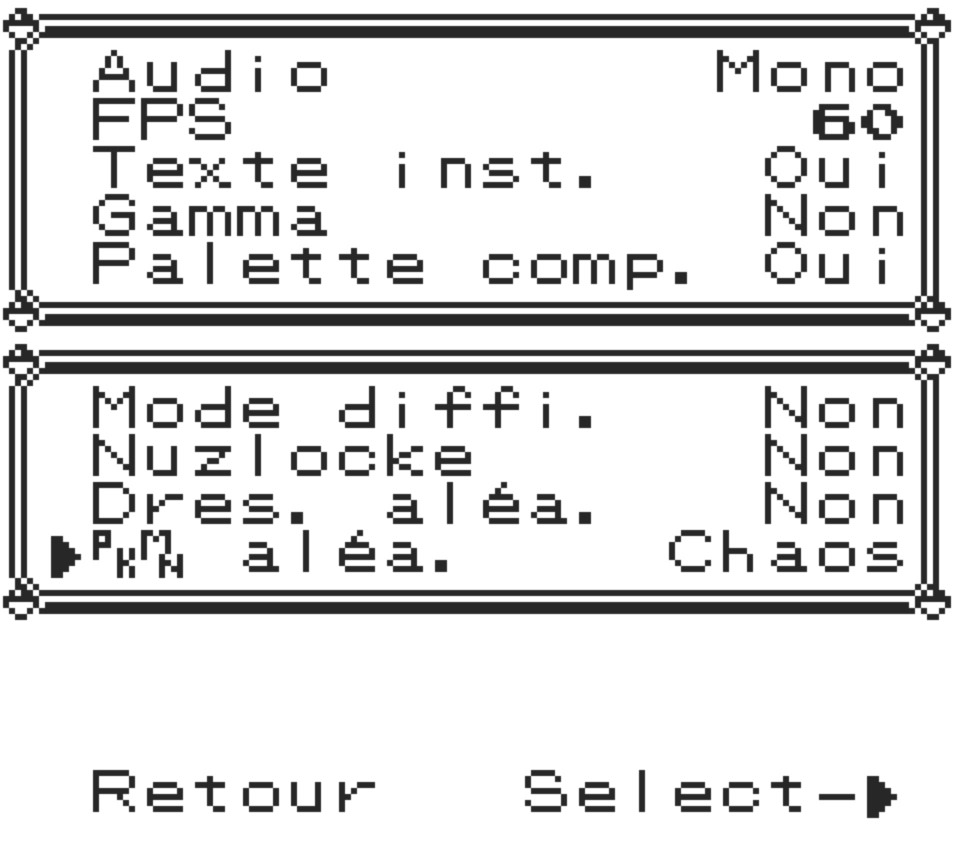 Audio Mono
FPS 60
Texte inst. Oui
Gamma Non
Palette comp. Oui
Mode diffi. Non
Nuzlocke Non
Dres. aléa. Non
▶PKMN aléa. Chaos
Retour Select-▶